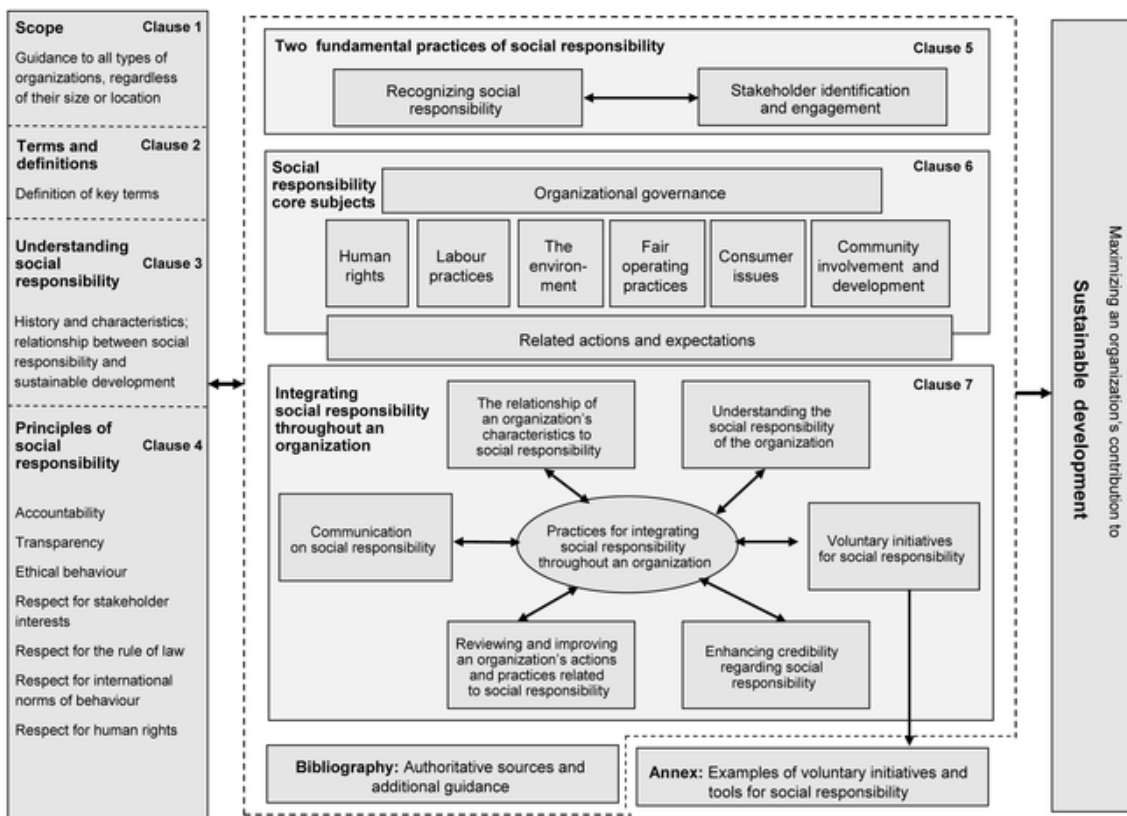 Scope Clause 1
Guidance to all types of
organizations, regardless
of their size or location
Terms and Clause 2
definitions
Definition of key terms
Understanding
social Clause 3
responsibility
History and characteristics;
relationship between social
responsibility and
sustainable development
Principles of
social Clause 4
responsibility
Accountability
Transparency
Ethical behaviour
Respect for stakeholder
interests
Respect for the rule of law
Respect for international
norms of behaviour
Respect for human rights
Two fundamental practices of social responsibility Clause 5
Recognizing social
responsibility
Stakeholder identification
and engagement
Social Clause 6
responsibility
core subjects
Organizational governance
Human
rights
Labour
practices
The
environ-
ment
Fair
operating
practices
Consumer
issues
Community
involvement and
development
Related actions and expectations
Integrating Clause 7
social responsibility
throughout an
organization
The relationship of
an organization's
characteristics to
social responsibility
Understanding the
social responsibility
of the organization
Communication
on social responsibility
Practices for integrating
social responsibility
throughout an organization
Voluntary initiatives
for social responsibility
Reviewing and improving
an organization's actions
and practices related
to social responsibility
Enhancing credibility
regarding social
responsibility
Bibliography: Authoritative sources and
additional guidance
Annex: Examples of voluntary initiatives and
tools for social responsibility
Maximizing an organization's contribution to
Sustainable development